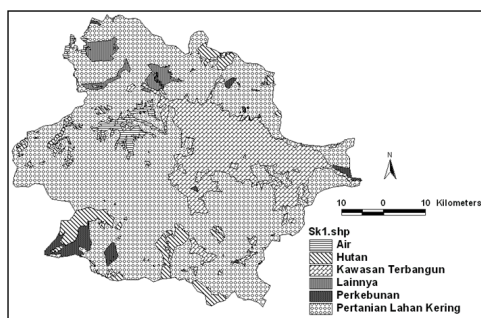 N
10 0 10 Kilometers
Sk1.shp
Air
Hutan
Kawasan Terbangun
Lainnya
Perkebunan
Pertanian Lahan Kering